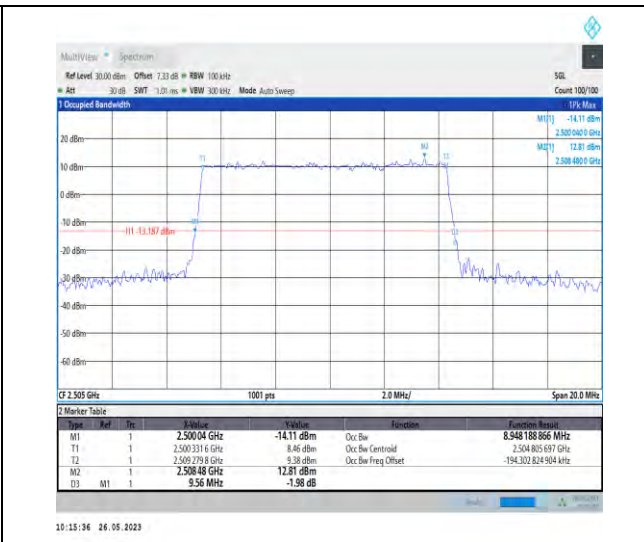 MultiView Spectrum
Ref Level 30.00 dBm Offset 7.33 dB RBW 100 kHz SGL
Att 30 dB SWT 1.01 ms VBW 300 kHz Mode Auto Sweep Count 100/100
1 Occupied Bandwidth 1Pk Max
M1[1] -14.11 dBm
2.500 040 0 GHz
M2[1] 12.81 dBm
2.508 480 0 GHz
20 dBm
M2
T1
T2
10 dBm
0 dBm
-10 dBm
M1
H1 -13.187 dBm
D3
-20 dBm
-30 dBm
-40 dBm
-50 dBm
-60 dBm
CF 2.505 GHz 1001 pts 2.0 MHz/ Span 20.0 MHz
2 Marker Table
Type Ref Trc X-Value Y-Value Function Function Result
M1 1 2.50004 GHz -14.11 dBm Occ Bw 8.948 188 866 MHz
T1 1 2.500 331 6 GHz 8.46 dBm Occ Bw Centroid 2.504 805 697 GHz
T2 1 2.509 279 8 GHz 9.38 dBm Occ Bw Freq Offset -194.302 824 904 kHz
M2 1 2.50848 GHz 12.81 dBm
D3 M1 1 9.56 MHz -1.98 dB
10:15:36 26.05.2023